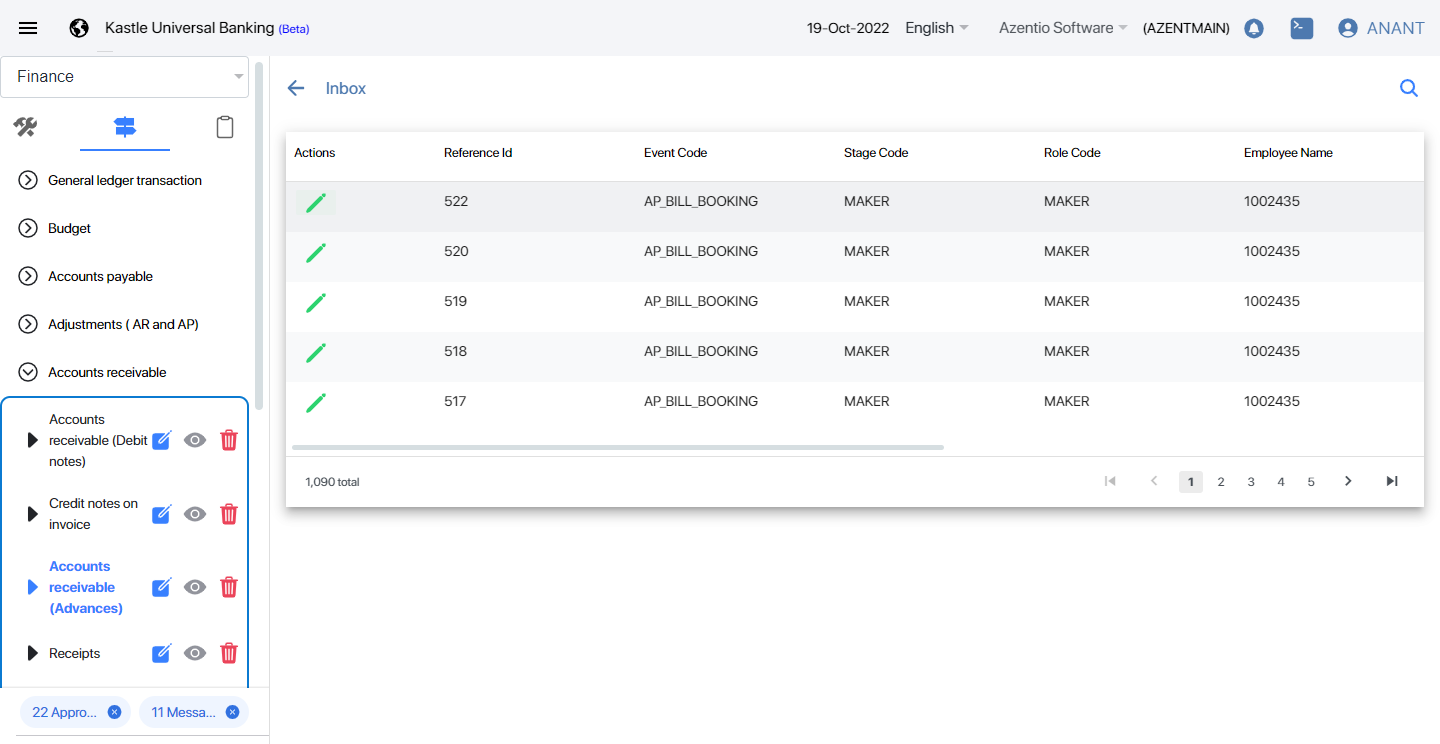 Kastle Universal Banking (Beta)
19-Oct-2022 English Azentio Software (AZENTMAIN) ANANT
Finance
General ledger transaction
Budget
Accounts payable
Adjustments ( AR and AP)
Accounts receivable
Accounts
receivable (Debit
notes)
Credit notes on
invoice
Accounts
receivable
(Advances)
Receipts
22 Appro...
11 Messa...
Inbox
Actions Reference Id Event Code Stage Code Role Code Employee Name
522 AP_BILL_BOOKING MAKER MAKER 1002435
520 AP_BILL_BOOKING MAKER MAKER 1002435
519 AP_BILL_BOOKING MAKER MAKER 1002435
518 AP_BILL_BOOKING MAKER MAKER 1002435
517 AP_BILL_BOOKING MAKER MAKER 1002435
1,090 total 1 2 3 4 5